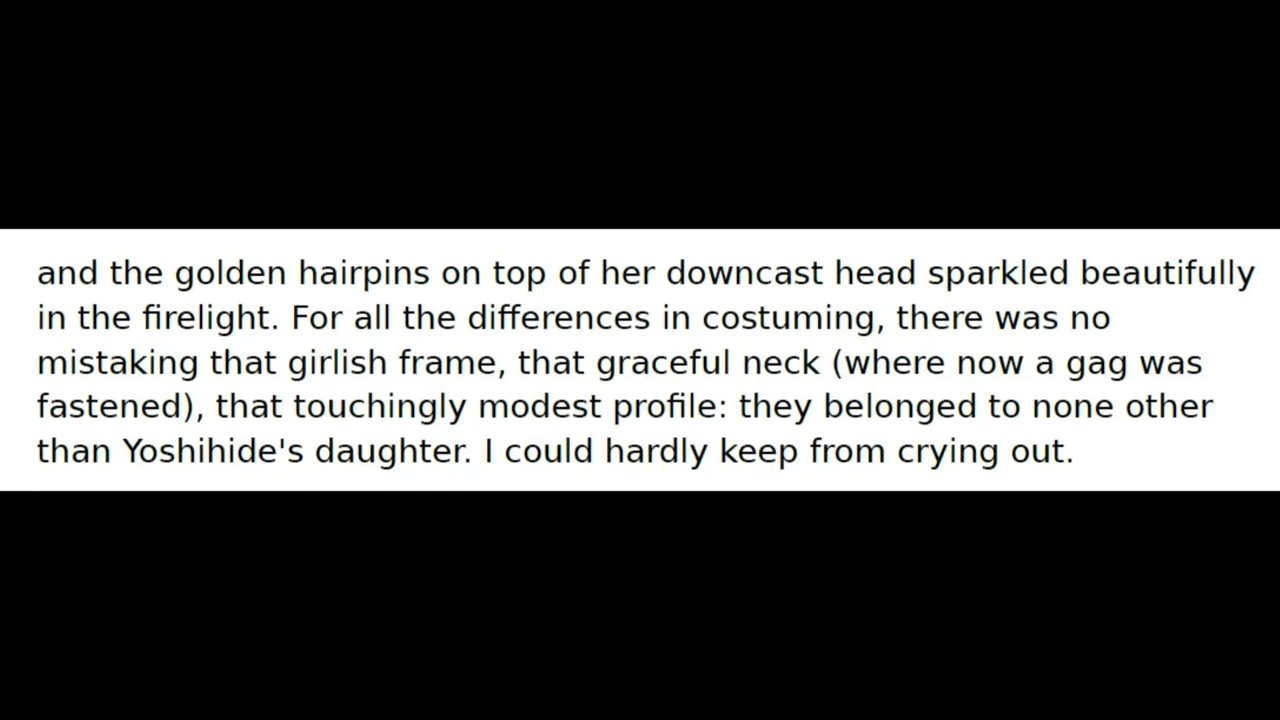 and the golden hairpins on top of her downcast head sparkled beautifully
in the firelight. For all the differences in costuming, there was no
mistaking that girlish frame, that graceful neck (where now a gag was
fastened), that touchingly modest profile: they belonged to none other
than Yoshihide's daughter. I could hardly keep from crying out.